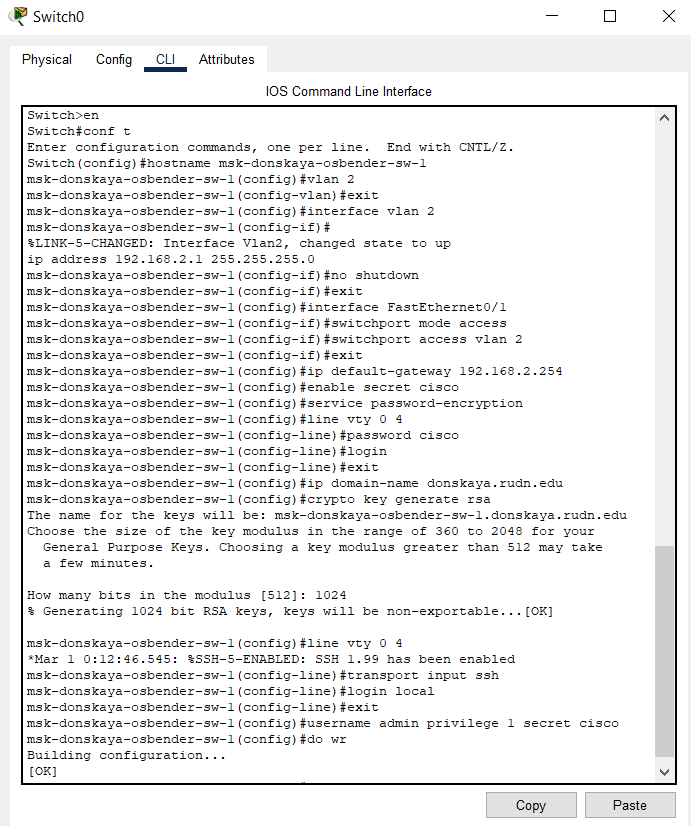 Switch0
Physical Config CLI Attributes
IOS Command Line Interface
Switch>en
Switch#conf t
Enter configuration commands, one per line.  End with CNTL/Z.
Switch(config)#hostname msk-donskaya-osbender-sw-1
msk-donskaya-osbender-sw-1(config)#vlan 2
msk-donskaya-osbender-sw-1(config-vlan)#exit
msk-donskaya-osbender-sw-1(config)#interface vlan 2
msk-donskaya-osbender-sw-1(config-if)#
%LINK-5-CHANGED: Interface Vlan2, changed state to up
ip address 192.168.2.1 255.255.255.0
msk-donskaya-osbender-sw-1(config-if)#no shutdown
msk-donskaya-osbender-sw-1(config-if)#exit
msk-donskaya-osbender-sw-1(config)#interface FastEthernet0/1
msk-donskaya-osbender-sw-1(config-if)#switchport mode access
msk-donskaya-osbender-sw-1(config-if)#switchport access vlan 2
msk-donskaya-osbender-sw-1(config-if)#exit
msk-donskaya-osbender-sw-1(config)#ip default-gateway 192.168.2.254
msk-donskaya-osbender-sw-1(config)#enable secret cisco
msk-donskaya-osbender-sw-1(config)#service password-encryption
msk-donskaya-osbender-sw-1(config)#line vty 0 4
msk-donskaya-osbender-sw-1(config-line)#password cisco
msk-donskaya-osbender-sw-1(config-line)#login
msk-donskaya-osbender-sw-1(config-line)#exit
msk-donskaya-osbender-sw-1(config)#ip domain-name donskaya.rudn.edu
msk-donskaya-osbender-sw-1(config)#crypto key generate rsa
The name for the keys will be: msk-donskaya-osbender-sw-1.donskaya.rudn.edu
Choose the size of the key modulus in the range of 360 to 2048 for your
  General Purpose Keys. Choosing a key modulus greater than 512 may take
  a few minutes.

How many bits in the modulus [512]: 1024
% Generating 1024 bit RSA keys, keys will be non-exportable...[OK]

msk-donskaya-osbender-sw-1(config)#line vty 0 4
*Mar 1 0:12:46.545: %SSH-5-ENABLED: SSH 1.99 has been enabled
msk-donskaya-osbender-sw-1(config-line)#transport input ssh
msk-donskaya-osbender-sw-1(config-line)#login local
msk-donskaya-osbender-sw-1(config-line)#exit
msk-donskaya-osbender-sw-1(config)#username admin privilege 1 secret cisco
msk-donskaya-osbender-sw-1(config)#do wr
Building configuration...
[OK]
Copy Paste